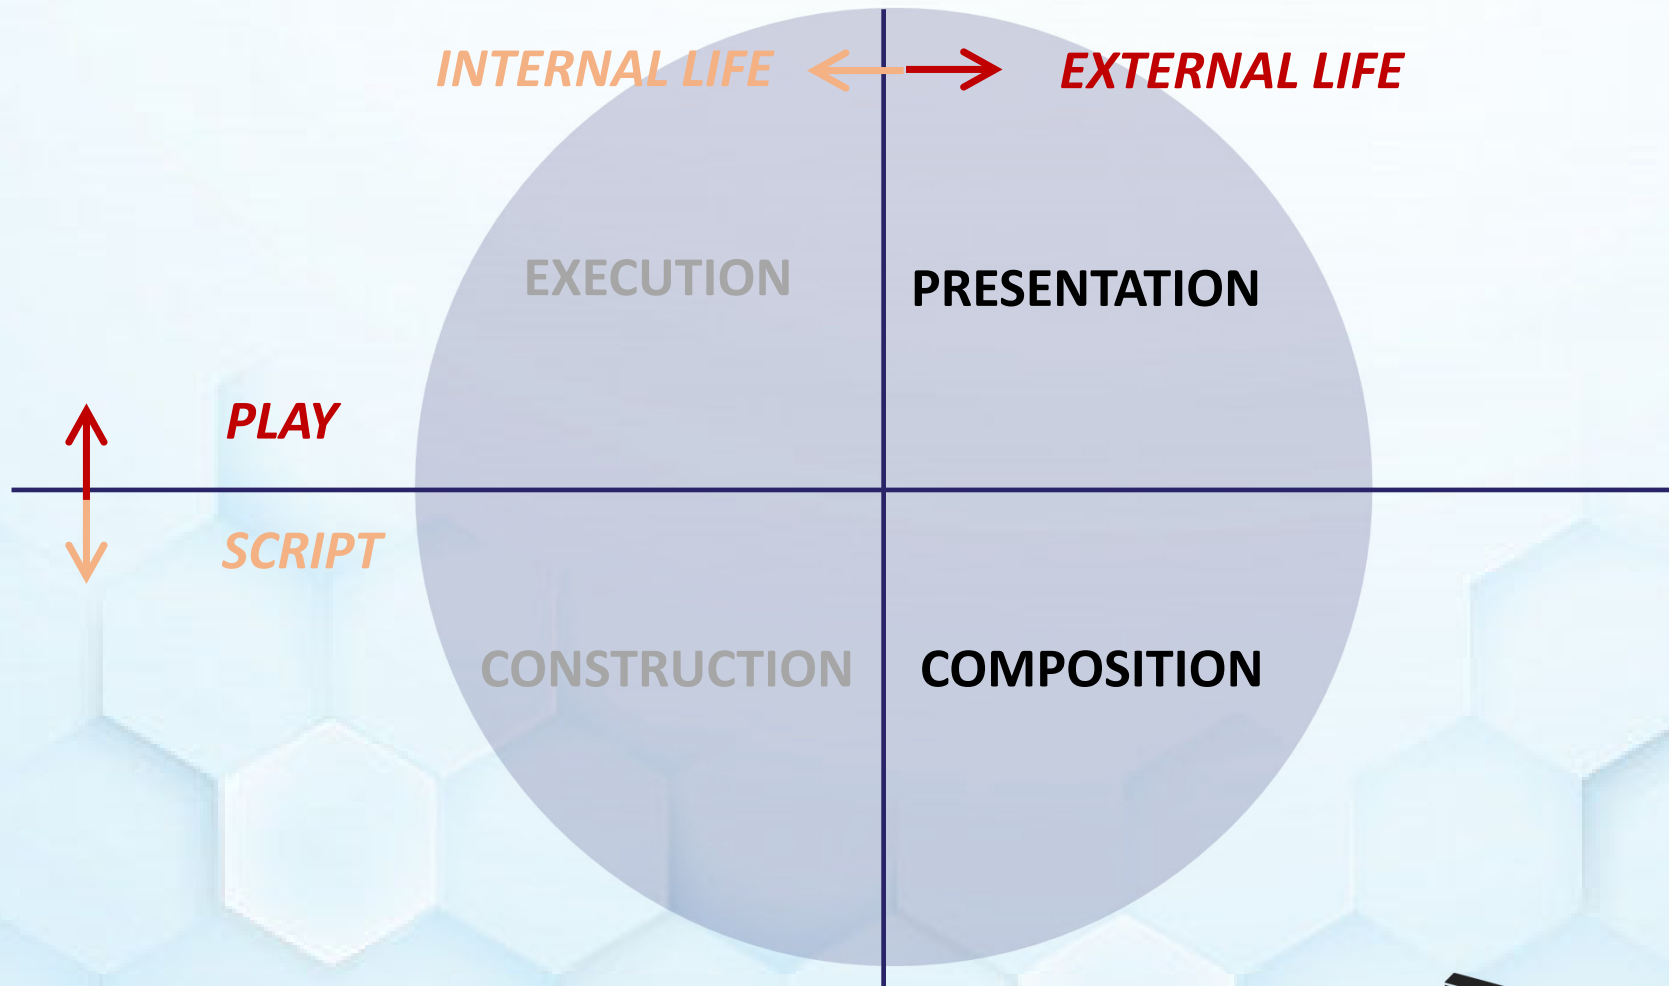 INTERNAL LIFE
EXTERNAL LIFE
EXECUTION
PRESENTATION
PLAY
SCRIPT
CONSTRUCTION
COMPOSITION